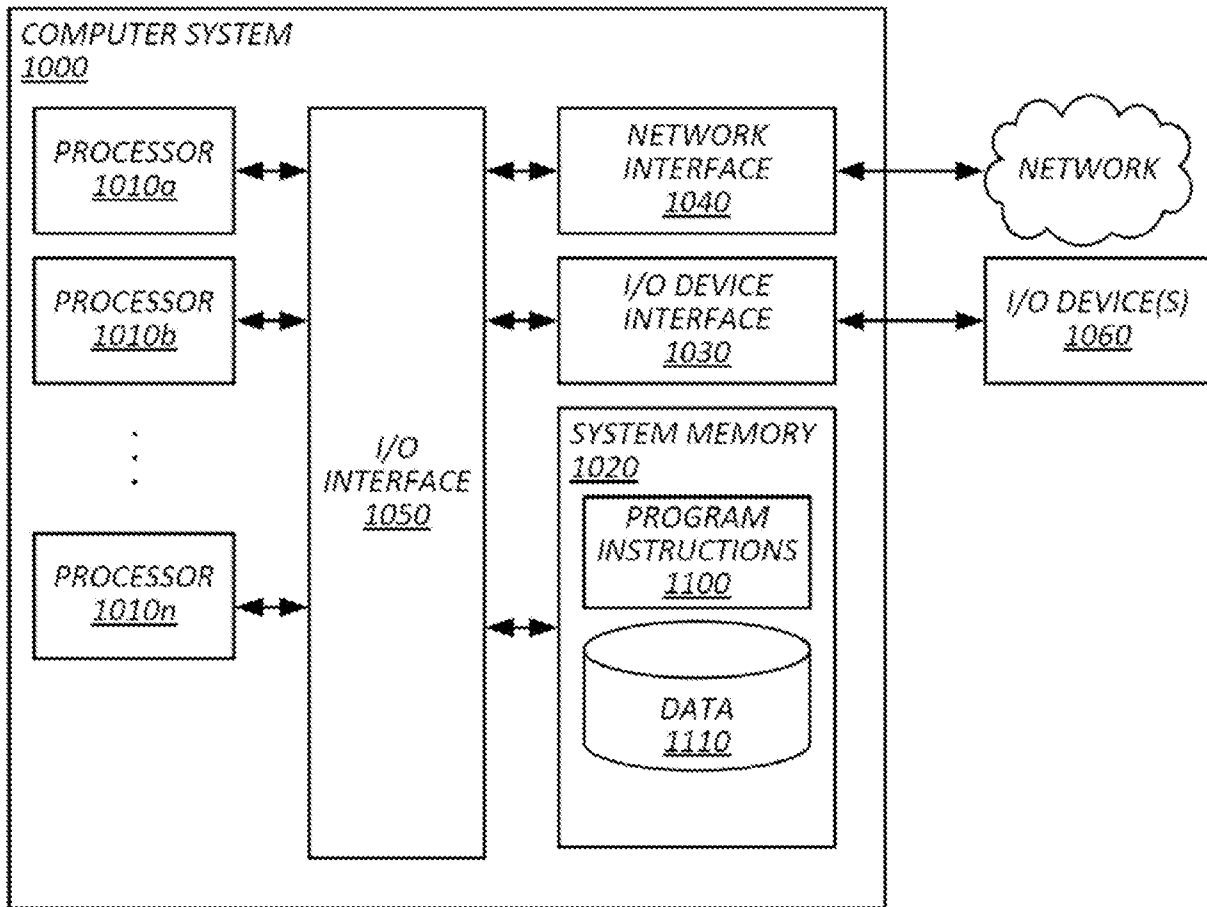 COMPUTER SYSTEM
1000
PROCESSOR
1010a
PROCESSOR
1010b
PROCESSOR
1010n
I/O
INTERFACE
1050
NETWORK
INTERFACE
1040
I/O DEVICE
INTERFACE
1030
SYSTEM MEMORY
1020
PROGRAM
INSTRUCTIONS
1100
DATA
1110
NETWORK
I/O DEVICE(S)
1060